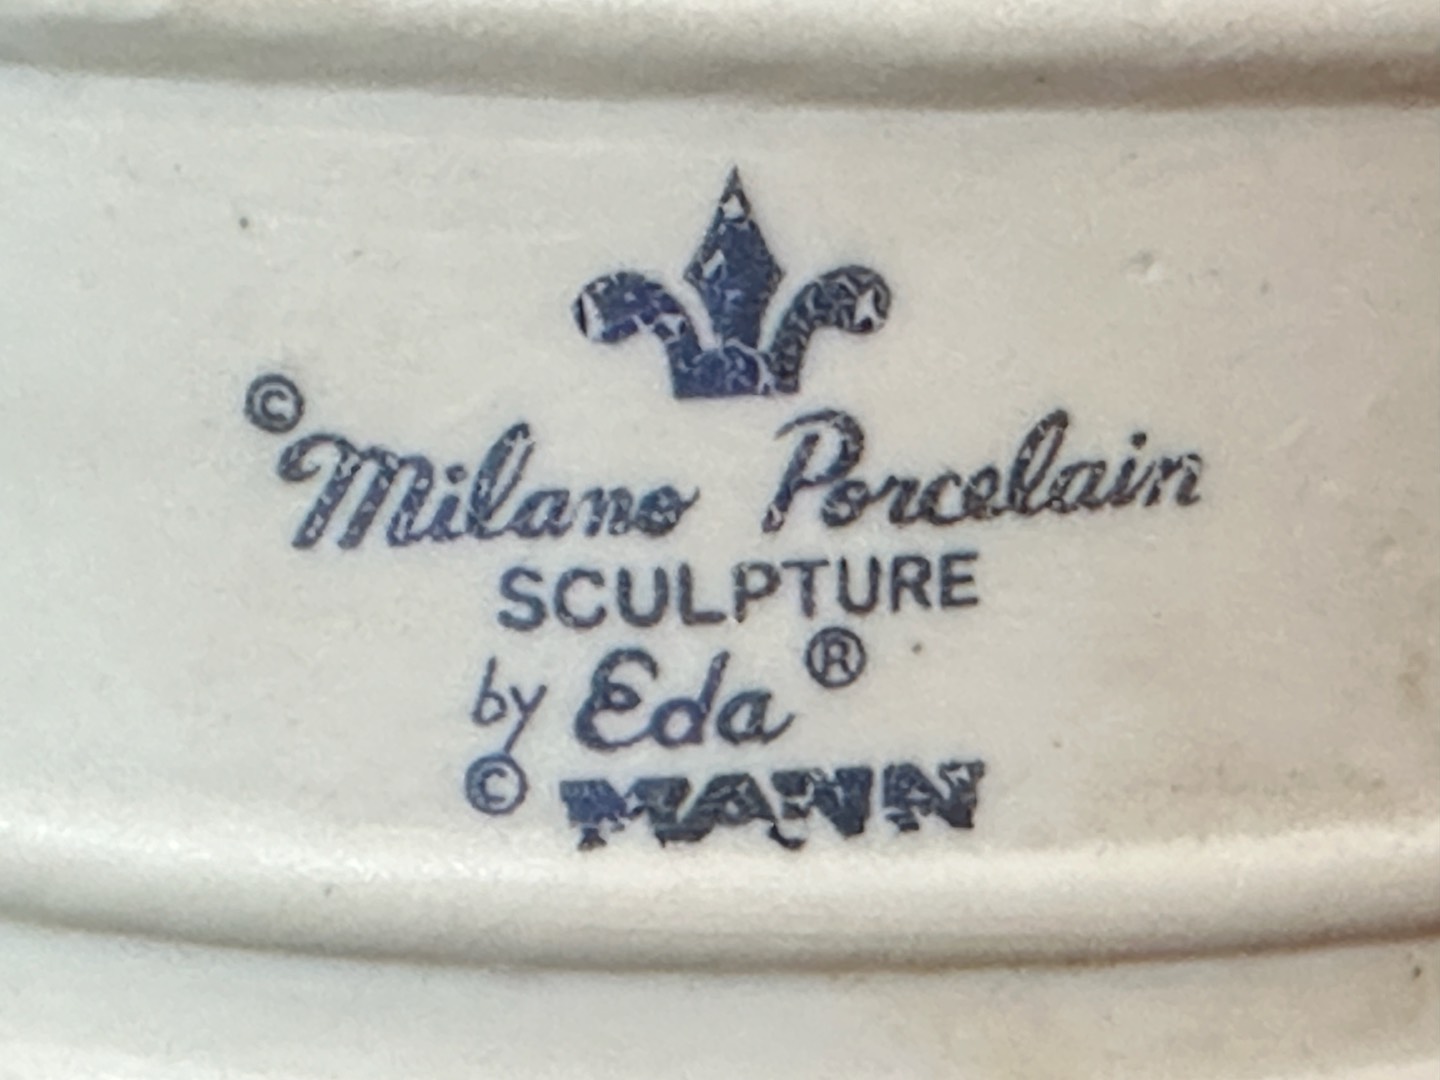 ©Milano Porcelain
SCULPTURE
by Eda®
© MANN